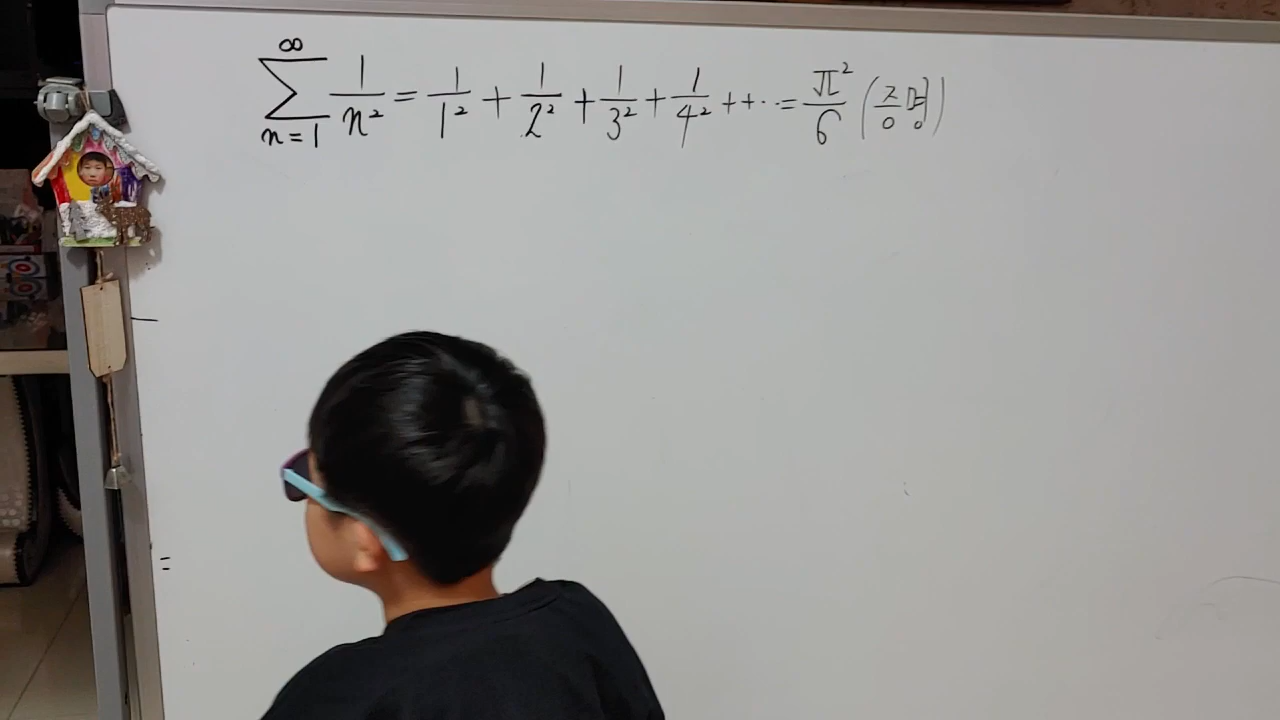 ∞∑n=1 1/n² = 1/1² + 1/2² + 1/3² + 1/4² + + ⋯ = π²/6 (증명)
=